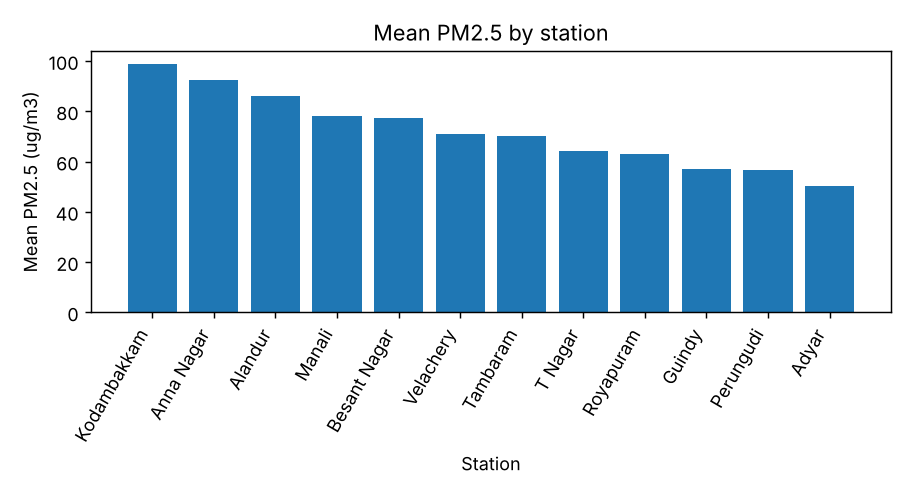 Mean PM2.5 by station
Mean PM2.5 (ug/m3)
100
80
60
40
20
0
Kodambakkam
Anna Nagar
Alandur
Manali
Besant Nagar
Velachery
Tambaram
T Nagar
Royapuram
Guindy
Perungudi
Adyar
Station